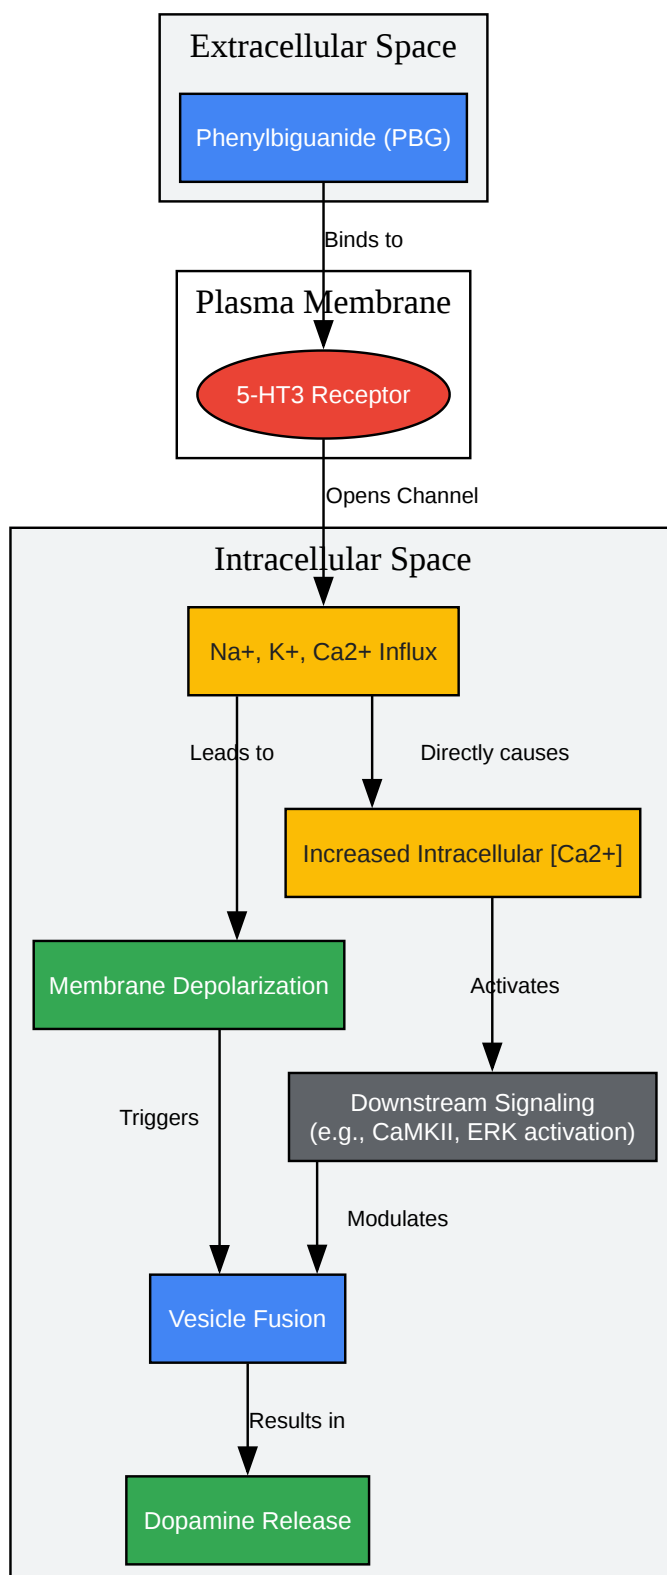 Extracellular Space
Phenylbiguanide (PBG)
Binds to
Plasma Membrane
5-HT3 Receptor
Opens Channel
Intracellular Space
Na+, K+, Ca2+ Influx
Leads to
Directly causes
Increased Intracellular [Ca2+]
Membrane Depolarization
Activates
Triggers
Downstream Signaling
(e.g., CaMKII, ERK activation)
Modulates
Vesicle Fusion
Results in
Dopamine Release